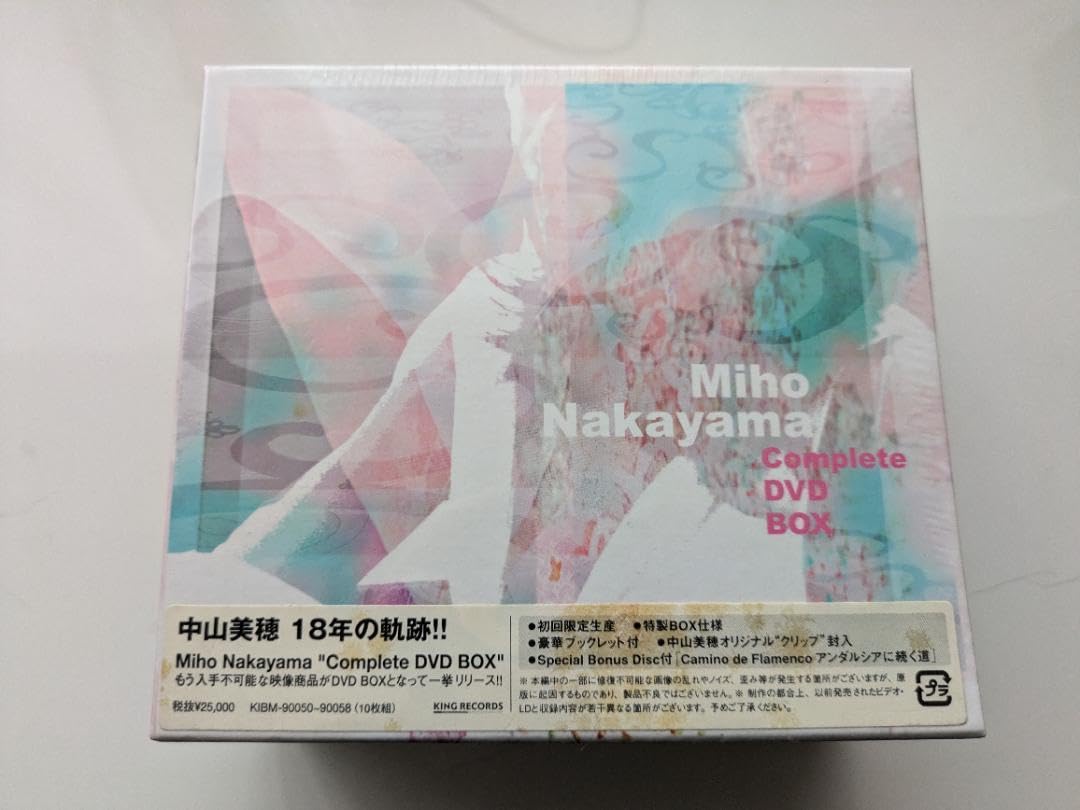 Miho
Nakayama
Complete
DVD
BOX
中山美穂 18年の軌跡!!
Miho Nakayama "Complete DVD BOX"
もう入手不可能な映像商品がDVD BOXとなって一挙リリース!!
税抜¥25,000 KIBM-90050~90058 (10枚組) KING RECORDS
●初回限定生産 ●特製BOX仕様
●豪華ブックレット付 ●中山美穂オリジナル“クリップ”封入
●Special Bonus Disc付[Camino de Flamenco アンダルシアに続く道]
※ 本編中の一部に修復不可能な画像の乱れやノイズ、歪み等が発生する箇所がございますが、原
版に起因するものであり、製品不良ではございません。※ 制作の都合上、以前発売されたビデオ・
LDと収録内容が若干異なる箇所がございます。予めご了承ください。
プラ